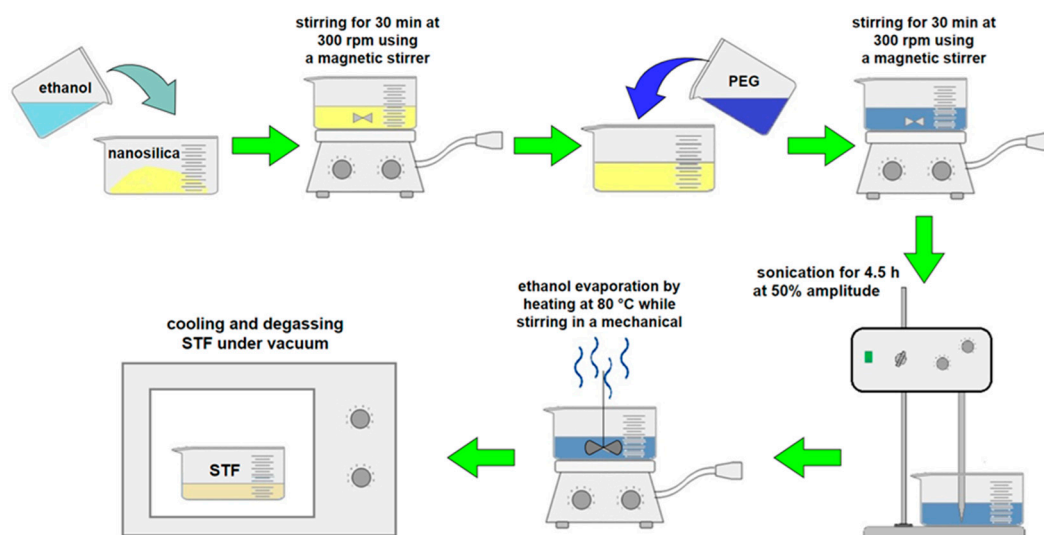 ethanol
nanosilica
stirring for 30 min at
300 rpm using
a magnetic stirrer
PEG
stirring for 30 min at
300 rpm using
a magnetic stirrer
sonication for 4.5 h
at 50% amplitude
ethanol evaporation by
heating at 80 °C while
stirring in a mechanical
cooling and degassing
STF under vacuum
STF